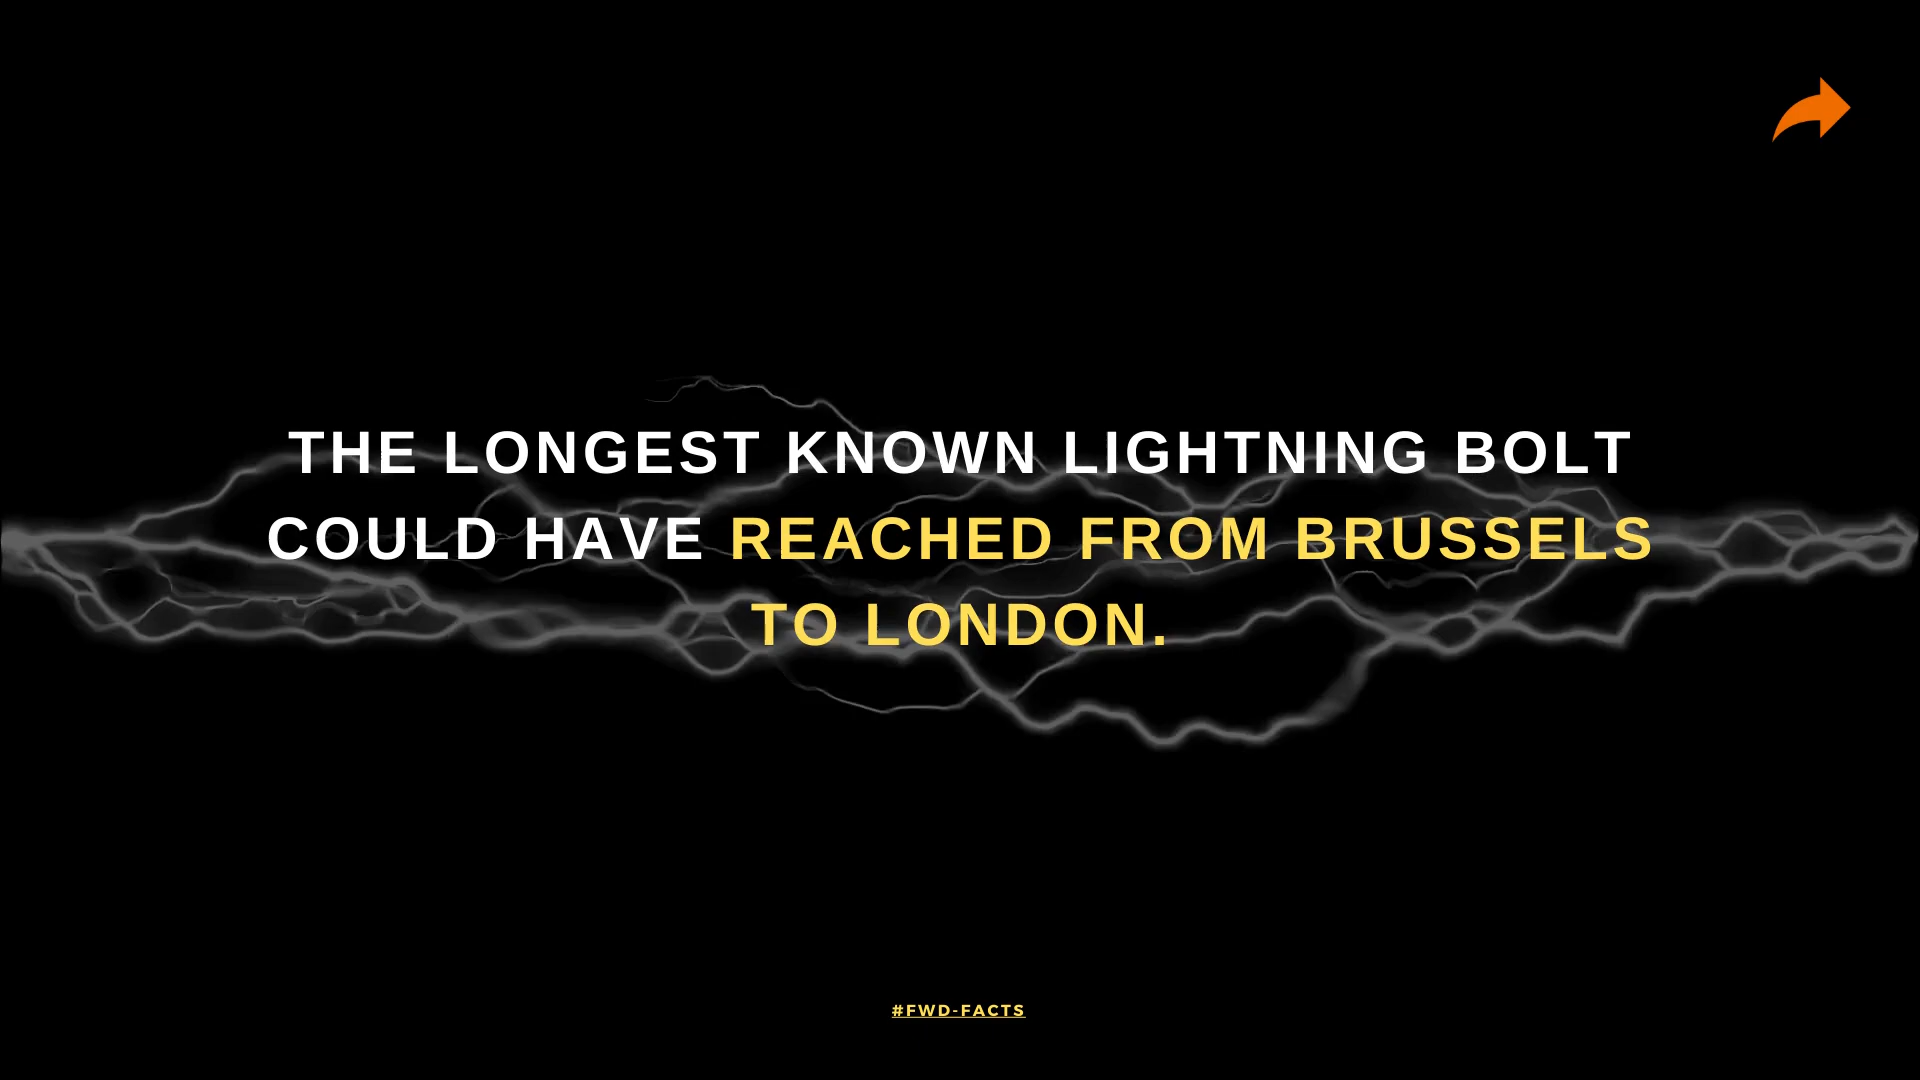 THE LONGEST KNOWN LIGHTNING BOLT
COULD HAVE REACHED FROM BRUSSELS
TO LONDON.
#FWD-FACTS